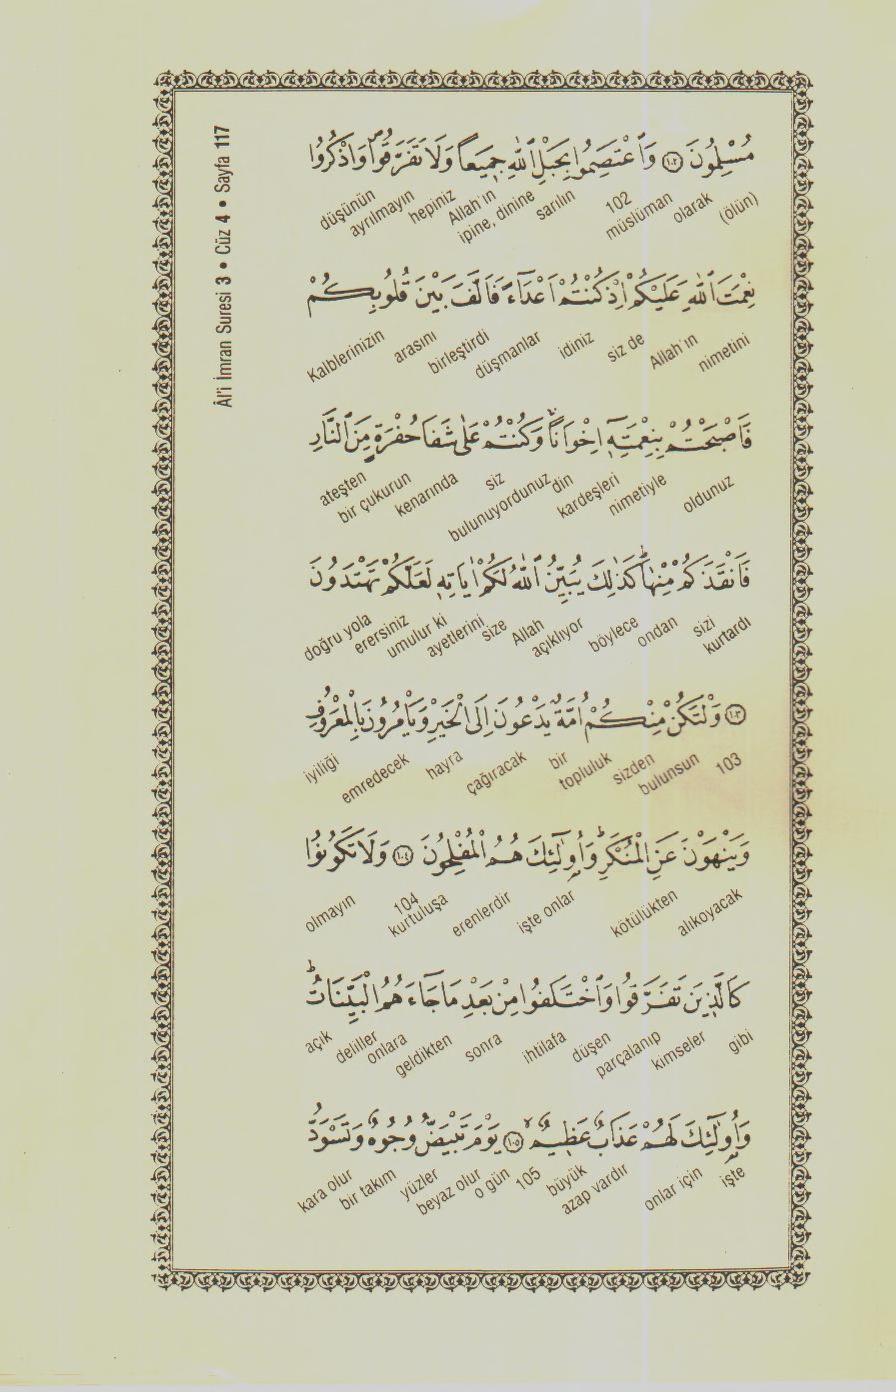 Âl'i İmran Suresi 3 • Cüz 4 • Sayfa 117
مُسْلِمُونَ ﴿١٠٢﴾ وَاعْتَصِمُوا بِحَبْلِ اللّٰهِ جَمِيعاً وَلَا تَفَرَّقُوا وَاذْكُرُوا
(ölün) olarak müslüman 102 sarılın ipine, dinine Allah'ın hepiniz ayrılmayın düşünün
نِعْمَتَ اللّٰهِ عَلَيْكُمْ اِذْ كُنْتُمْ اَعْدَٓاءً فَاَلَّفَ بَيْنَ قُلُوبِكُمْ
nimetini Allah'ın siz de idiniz düşmanlar birleştirdi arasını Kalblerinizin
فَاَصْبَحْتُمْ بِنِعْمَتِهٖٓ اِخْوَاناًۚ وَكُنْتُمْ عَلٰى شَفَا حُفْرَةٍ مِنَ النَّارِ
oldunuz nimetiyle kardeşleri din bulunuyordunuz siz kenarında bir çukurun ateşten
فَاَنْقَذَكُمْ مِنْهَاۜ كَذٰلِكَ يُبَيِّنُ اللّٰهُ لَكُمْ اٰيَاتِهٖ لَعَلَّكُمْ تَهْتَدُونَ
kurtardı sizi ondan böylece açıklıyor Allah size ayetlerini umulur ki erersiniz doğru yola
﴿١٠٣﴾ وَلْتَكُنْ مِنْكُمْ اُمَّةٌ يَدْعُونَ اِلَى الْخَيْرِ وَيَأْمُرُونَ بِالْمَعْرُوفِ
103 bulunsun sizden topluluk bir çağıracak hayra emredecek iyiliği
وَيَنْهَوْنَ عَنِ الْمُنْكَرِۜ وَاُو۬لٰٓئِكَ هُمُ الْمُفْلِحُونَ ﴿١٠٤﴾ وَلَا تَكُونُوا
alıkoyacak kötülükten işte onlar erenlerdir kurtuluşa 104 olmayın
كَالَّذٖينَ تَفَرَّقُوا وَاخْتَلَفُوا مِنْ بَعْدِ مَا جَٓاءَهُمُ الْبَيِّنَاتُۜ
gibi kimseler parçalanıp düşen ihtilafa sonra geldikten onlara deliller açık
وَاُو۬لٰٓئِكَ لَهُمْ عَذَابٌ عَظٖيمٌۙ ﴿١٠٥﴾ يَوْمَ تَبْيَضُّ وُجُوهٌ وَتَسْوَدُّ
işte onlar için azap vardır büyük 105 o gün beyaz olur yüzler bir takım kara olur